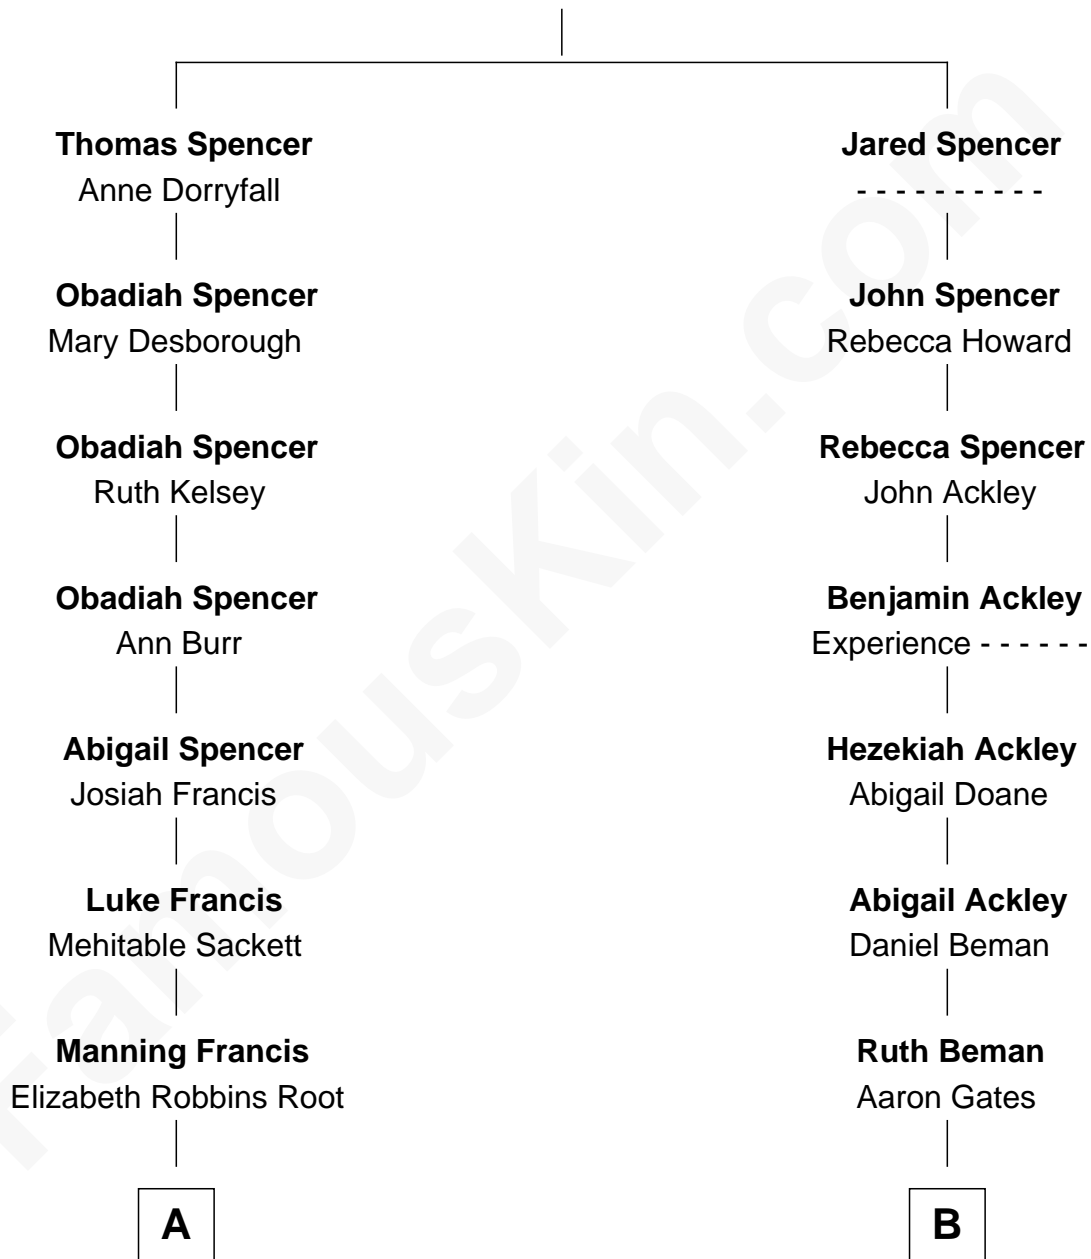 Thomas Spencer
Anne Dorryfall
Obadiah Spencer
Mary Desborough
Obadiah Spencer
Ruth Kelsey
Obadiah Spencer
Ann Burr
Abigail Spencer
Josiah Francis
Luke Francis
Mehitable Sackett
Manning Francis
Elizabeth Robbins Root
A
Jared Spencer
- - - - - - - - - -
John Spencer
Rebecca Howard
Rebecca Spencer
John Ackley
Benjamin Ackley
Experience - - - - - -
Hezekiah Ackley
Abigail Doane
Abigail Ackley
Daniel Beman
Ruth Beman
Aaron Gates
B
FamousKin.com